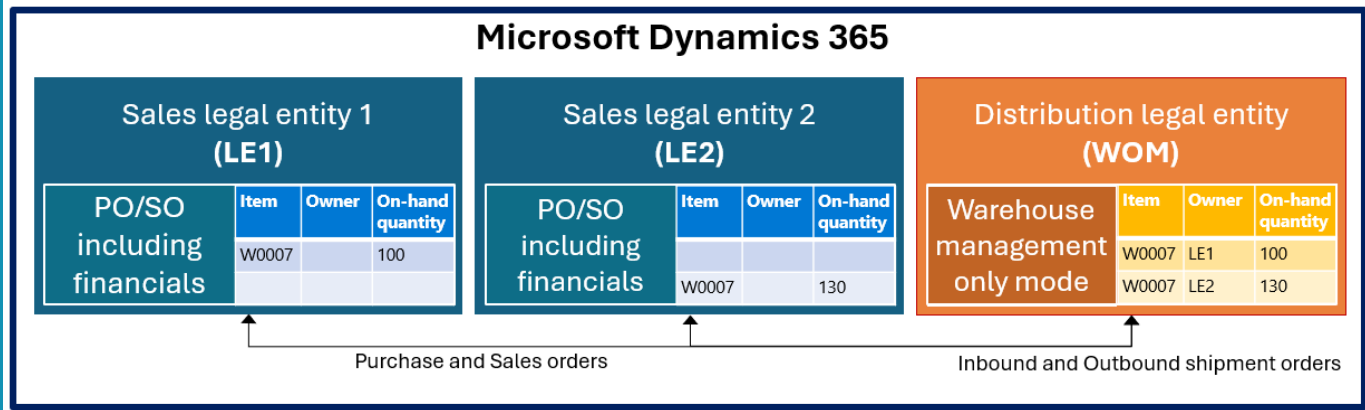 Microsoft Dynamics 365
Sales legal entity 1
(LE1)
PO/SO
including
financials
Item Owner On-hand
quantity
W0007 100
Sales legal entity 2
(LE2)
PO/SO
including
financials
Item Owner On-hand
quantity
W0007 130
Distribution legal entity
(WOM)
Warehouse
management
only mode
Item Owner On-hand
quantity
W0007 LE1 100
W0007 LE2 130
Purchase and Sales orders
Inbound and Outbound shipment orders